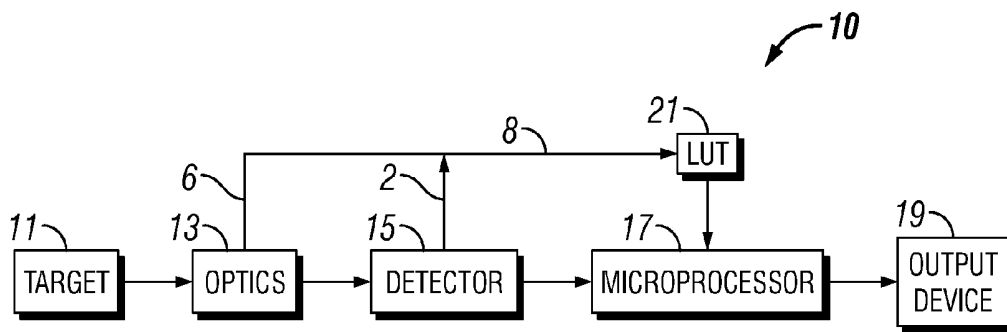 10
21
8
LUT
6
2
11
13
15
17
19
TARGET
OPTICS
DETECTOR
MICROPROCESSOR
OUTPUT
DEVICE